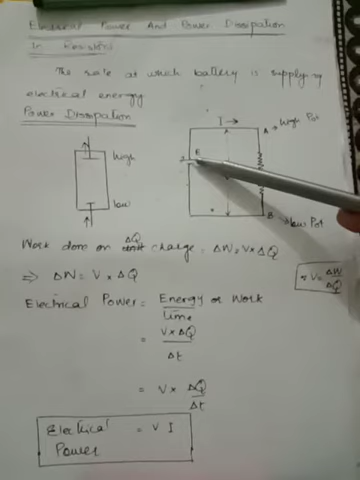 Electrical Power And Power Dissipation
In Resistors
The rate at which battery is supplying
electrical energy
Power Dissipation
I →
A → High Pot
High
E
low
B → low Pot
Work done on ΔQ charge, ΔW = V × ΔQ
⇒ ΔW = V × ΔQ
∵ V = ΔW/ΔQ
Electrical Power = Energy or Work
Time
= V × ΔQ
Δt
= V × ΔQ
Δt
Electrical = V I
Power